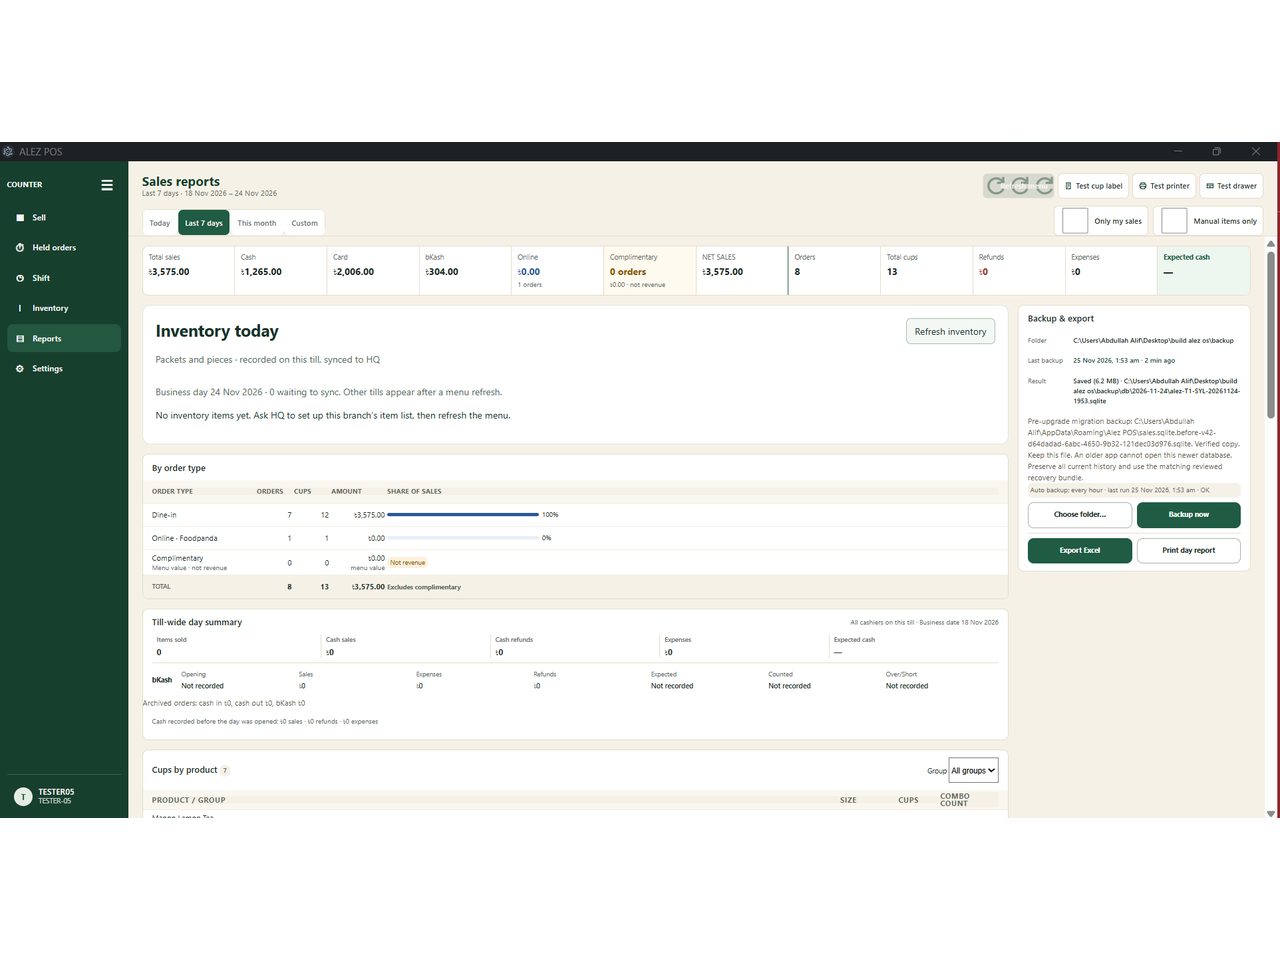 ALEZ POS
COUNTER
Sell
Held orders
Shift
Inventory
Reports
Settings
T
TESTER05
TESTER-05
Sales reports
Last 7 days · 18 Nov 2026 – 24 Nov 2026
Test cup label
Test printer
Test drawer
Today
Last 7 days
This month
Custom
Only my sales
Manual items only
Total sales
৳3,575.00
Cash
৳1,265.00
Card
৳2,006.00
bKash
৳304.00
Online
৳0.00
1 orders
Complimentary
0 orders
৳0.00 · not revenue
NET SALES
৳3,575.00
Orders
8
Total cups
13
Refunds
৳0
Expenses
৳0
Expected cash
—
Inventory today
Refresh inventory
Packets and pieces · recorded on this till, synced to HQ
Business day 24 Nov 2026 · 0 waiting to sync. Other tills appear after a menu refresh.
No inventory items yet. Ask HQ to set up this branch's item list, then refresh the menu.
By order type
ORDER TYPE ORDERS CUPS AMOUNT SHARE OF SALES
Dine-in 7 12 ৳3,575.00 100%
Online · Foodpanda 1 1 ৳0.00 0%
Complimentary 0 0 ৳0.00 Not revenue
Menu value · not revenue menu value
TOTAL 8 13 ৳3,575.00 Excludes complimentary
Till-wide day summary
All cashiers on this till · Business date 18 Nov 2026
Items sold
0
Cash sales
৳0
Cash refunds
৳0
Expenses
৳0
Expected cash
—
bKash
Opening
Not recorded
Sales
৳0
Expenses
৳0
Refunds
৳0
Expected
Not recorded
Counted
Not recorded
Over/Short
Not recorded
Archived orders: cash in ৳0, cash out ৳0, bKash ৳0
Cash recorded before the day was opened: ৳0 sales · ৳0 refunds · ৳0 expenses
Cups by product 7
Group All groups
PRODUCT / GROUP SIZE CUPS COMBO
COUNT
Mango Lemon Tea
Backup & export
Folder C:\Users\Abdullah Alif\Desktop\build alez os\backup
Last backup 25 Nov 2026, 1:53 am · 2 min ago
Result Saved (6.2 MB) · C:\Users\Abdullah Alif\Desktop\build
alez os\backup\db\2026-11-24\alez-T1-SYL-20261124-
1953.sqlite
Pre-upgrade migration backup: C:\Users\Abdullah
Alif\AppData\Roaming\Alez POS\sales.sqlite.before-v42-
d64dadad-6abc-4650-9b32-121dec03d976.sqlite. Verified copy.
Keep this file. An older app cannot open this newer database.
Preserve all current history and use the matching reviewed
recovery bundle.
Auto backup: every hour · last run 25 Nov 2026, 1:53 am · OK
Choose folder...
Backup now
Export Excel
Print day report